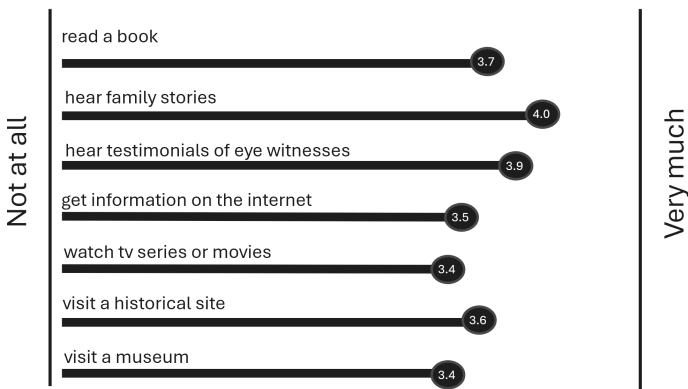 Not at all
read a book
3.7
hear family stories
4.0
hear testimonials of eye witnesses
3.9
get information on the internet
3.5
watch tv series or movies
3.4
visit a historical site
3.6
visit a museum
3.4
Very much